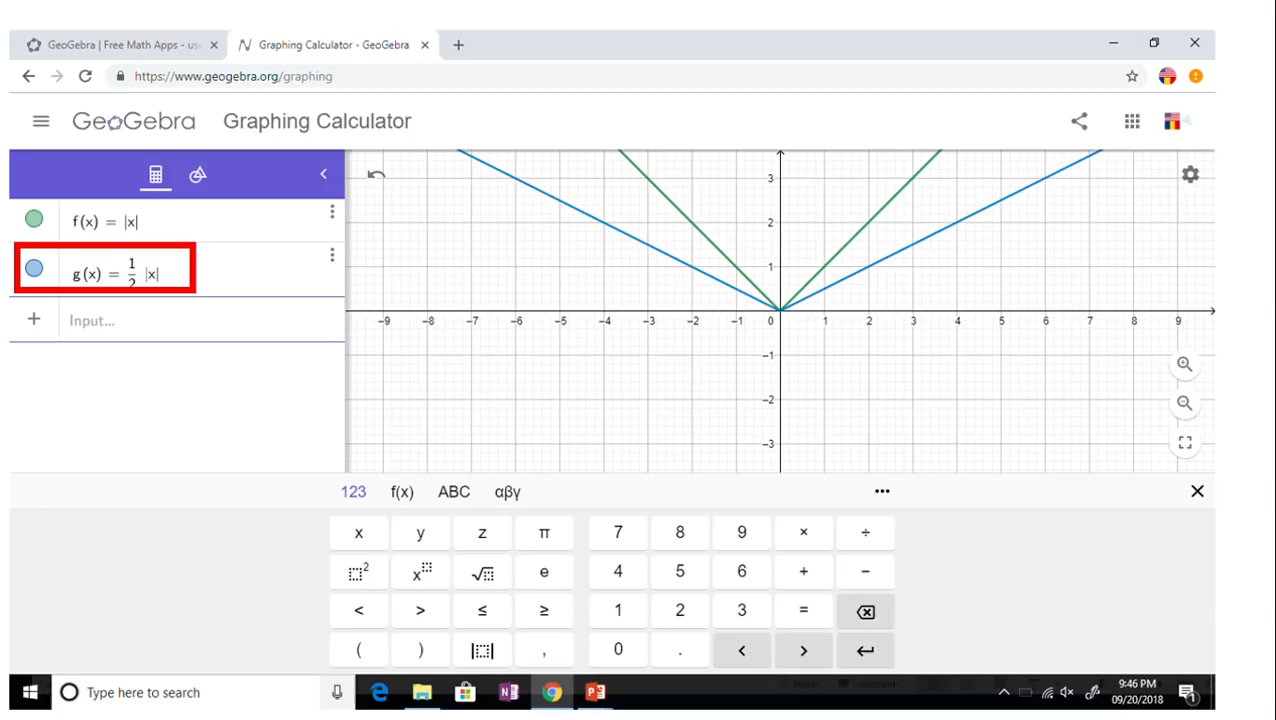 GeoGebra | Free Math Apps - us
Graphing Calculator - GeoGebra
https://www.geogebra.org/graphing
GeoGebra Graphing Calculator
f(x) = |x|
g(x) = 1/2 |x|
Input...
3
2
1
−9 −8 −7 −6 −5 −4 −3 −2 −1 0 1 2 3 4 5 6 7 8 9
−1
−2
−3
123 f(x) ABC αβγ
x y z π 7 8 9 × ÷
□² x□ √□ e 4 5 6 + −
< > ≤ ≥ 1 2 3 =
( ) |□| , 0 . < >
Type here to search
9:46 PM
09/20/2018
1